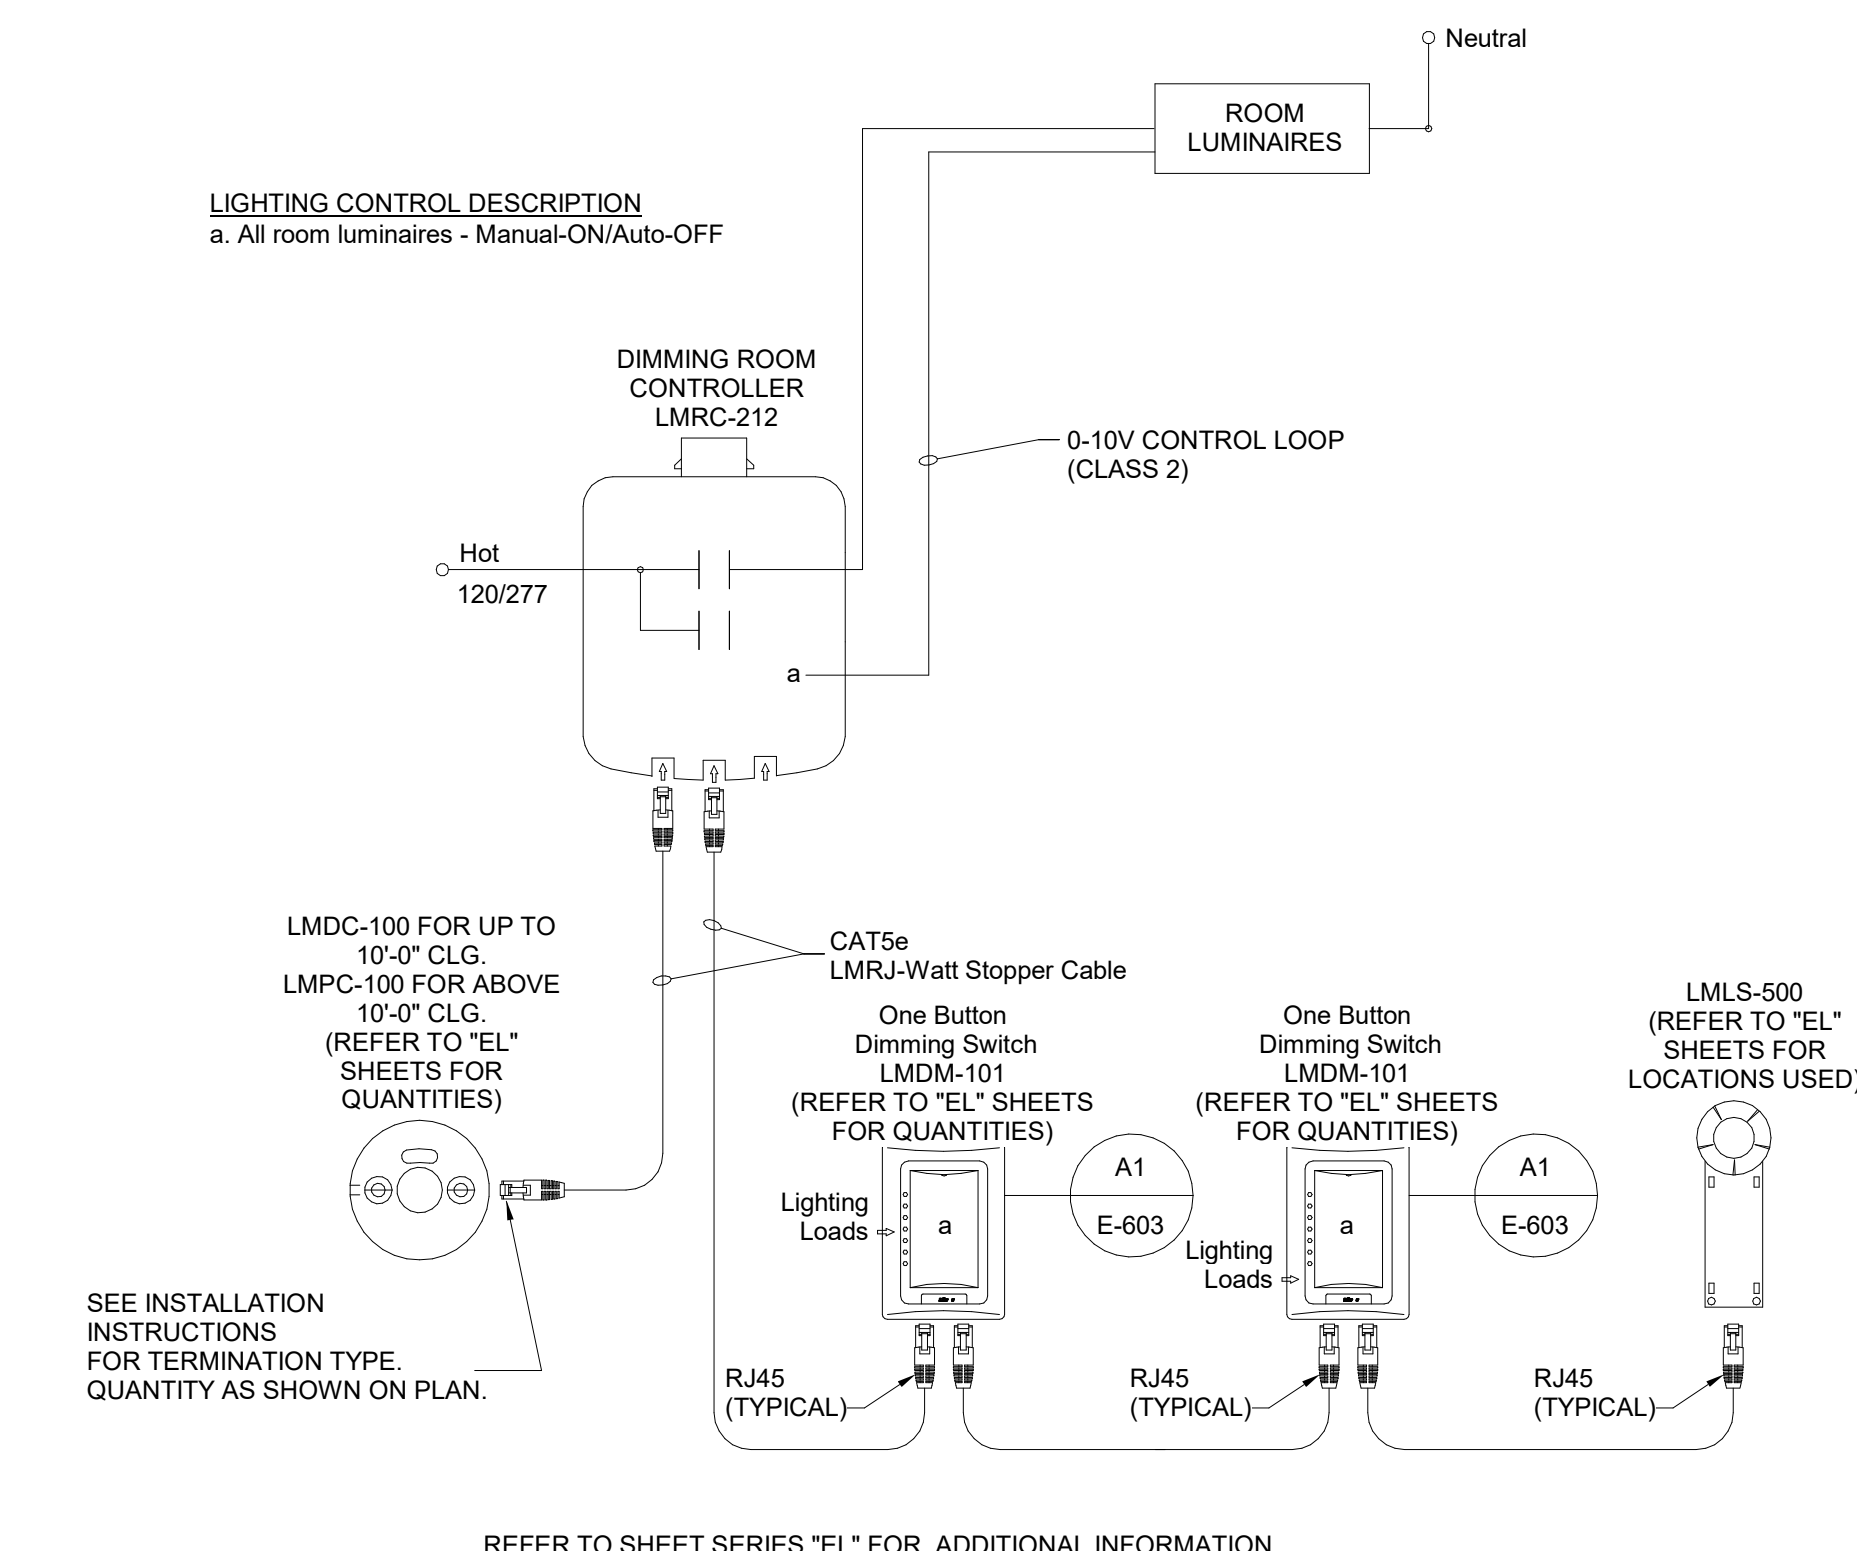 Neutral
ROOM
LUMINAIRES
LIGHTING CONTROL DESCRIPTION
a. All room luminaires - Manual-ON/Auto-OFF
DIMMING ROOM
CONTROLLER
LMRC-212
0-10V CONTROL LOOP
(CLASS 2)
Hot
120/277
a
LMDC-100 FOR UP TO
10'-0" CLG.
LMPC-100 FOR ABOVE
10'-0" CLG.
(REFER TO "EL"
SHEETS FOR
QUANTITIES)
CAT5e
LMRJ-Watt Stopper Cable
One Button
Dimming Switch
LMDM-101
(REFER TO "EL" SHEETS
FOR QUANTITIES)
One Button
Dimming Switch
LMDM-101
(REFER TO "EL" SHEETS
FOR QUANTITIES)
LMLS-500
(REFER TO "EL"
SHEETS FOR
LOCATIONS USED)
Lighting
Loads
a
A1
E-603
Lighting
Loads
a
A1
E-603
SEE INSTALLATION
INSTRUCTIONS
FOR TERMINATION TYPE.
QUANTITY AS SHOWN ON PLAN.
RJ45
(TYPICAL)
RJ45
(TYPICAL)
RJ45
(TYPICAL)
REFER TO SHEET SERIES "EL" FOR ADDITIONAL INFORMATION